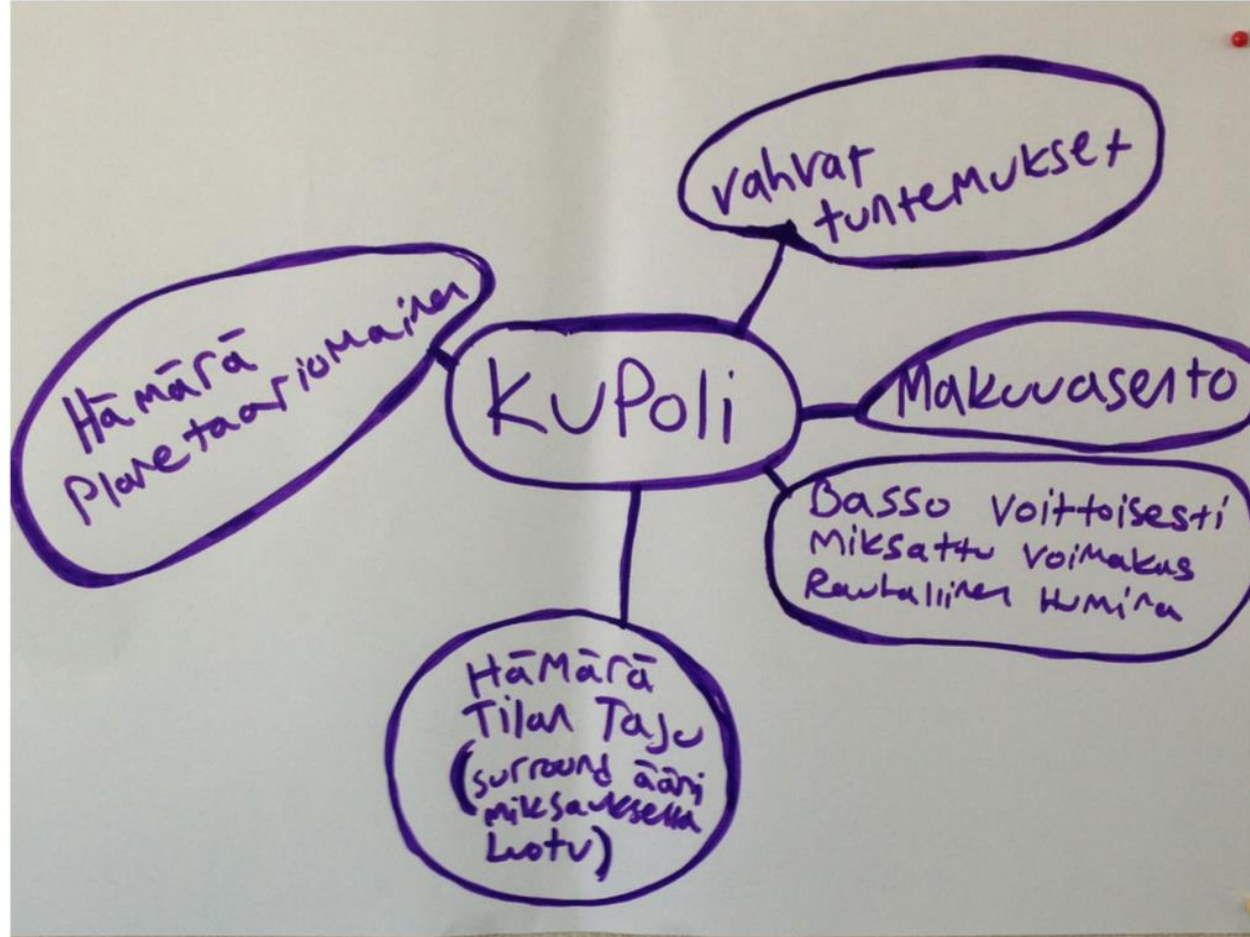 vahvat
tuntemukset
Hämärä
Planetaariomainen
KUPoli
Makuuasento
Basso voittoisesti
Miksattu voimakas
Rauhallinen Humina
Hämärä
Tilan Taju
(surround ääni
miksauksella
Luotu)